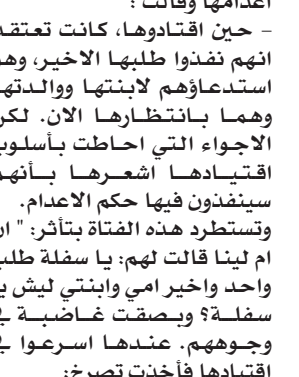 اعدامها وقالت :
– حين اقتادوها، كانت تعتقد
انهم نفذوا طلبها الاخير، وهو
استدعاؤهم لابنتها ووالدتها
وهما بانتظارها الان. لكن
الاجواء التي احاطت بأسلوب
اقتيادها اشعرها بأنهم
سينفذون فيها حكم الاعدام.
وتستطرد هذه الفتاة بتأثر: " ان
ام لينا قالت لهم: يا سفلة طلب
واحد واخير امي وابنتي ليش يا
سفلة؟ وبصقت غاضبة في
وجوههم. عندها اسرعوا في
اقتيادها فأخذت تصرخ: